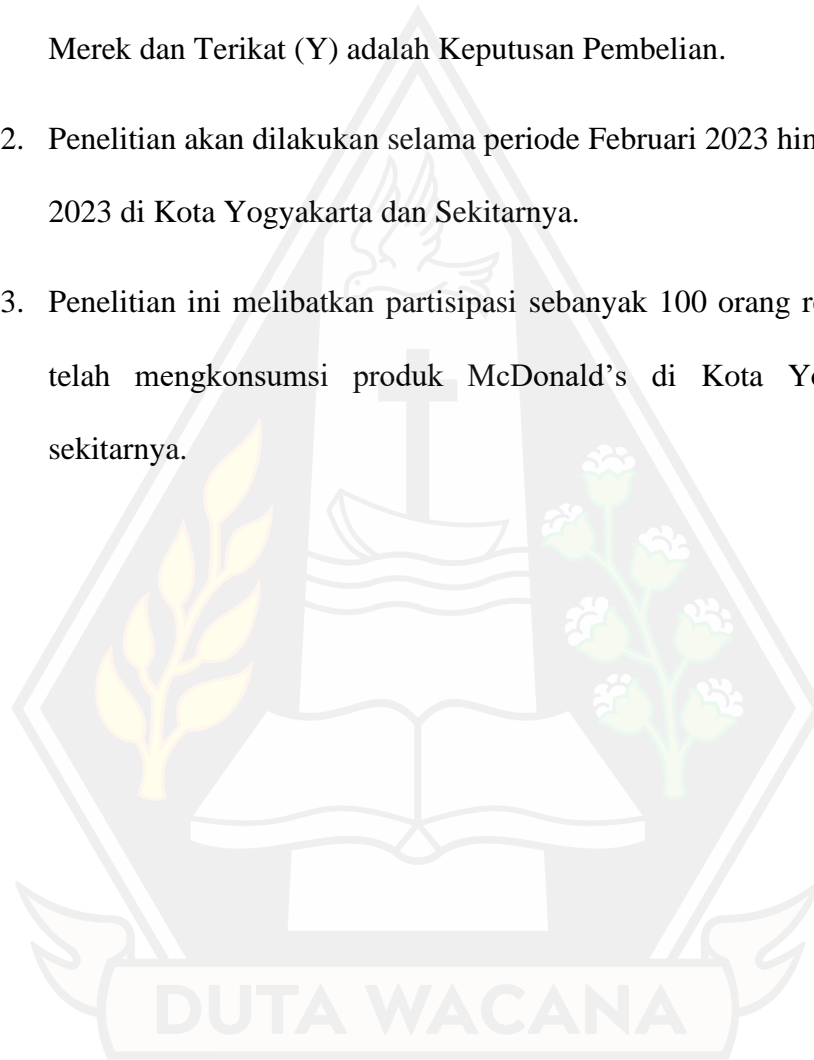 Merek dan Terikat (Y) adalah Keputusan Pembelian.
2. Penelitian akan dilakukan selama periode Februari 2023
2023 di Kota Yogyakarta dan Sekitarnya.
3. Penelitian ini melibatkan partisipasi sebanyak 100 orang
telah mengkonsumsi produk McDonald’s di Kota
sekitarnya.
DUTA WACANA